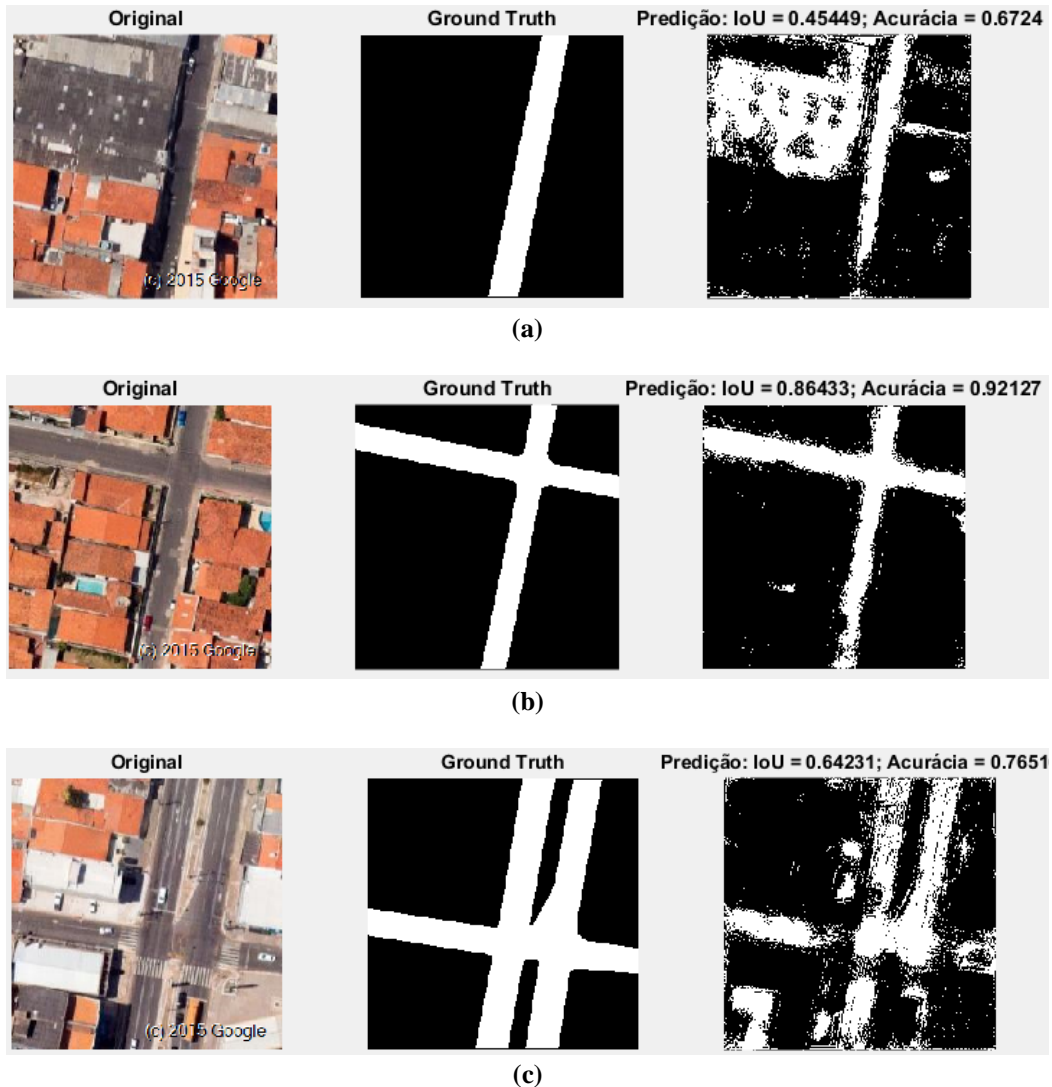 Original Ground Truth Predição: IoU = 0.45449; Acurácia = 0.6724
(c) 2015 Google
(a)
Original Ground Truth Predição: IoU = 0.86433; Acurácia = 0.92127
(c) 2015 Google
(b)
Original Ground Truth Predição: IoU = 0.64231; Acurácia = 0.7651
(c) 2015 Google
(c)